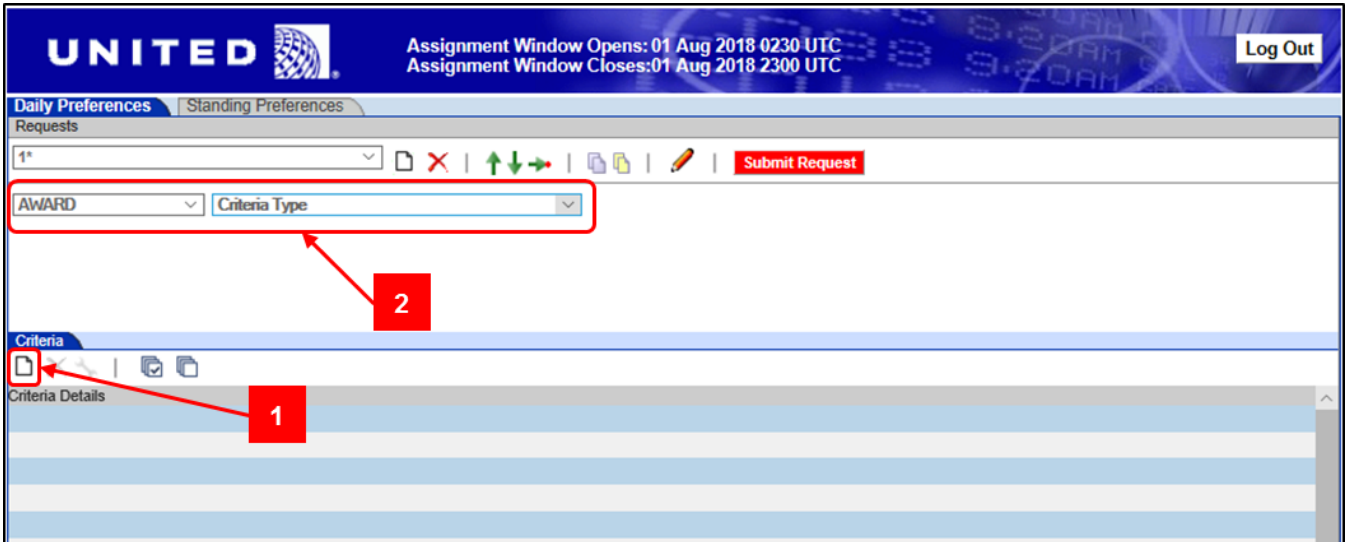 UNITED
Assignment Window Opens: 01 Aug 2018 0230 UTC
Assignment Window Closes:01 Aug 2018 2300 UTC
Log Out
Daily Preferences
Standing Preferences
Requests
1*
Submit Request
AWARD
Criteria Type
2
Criteria
Criteria Details
1